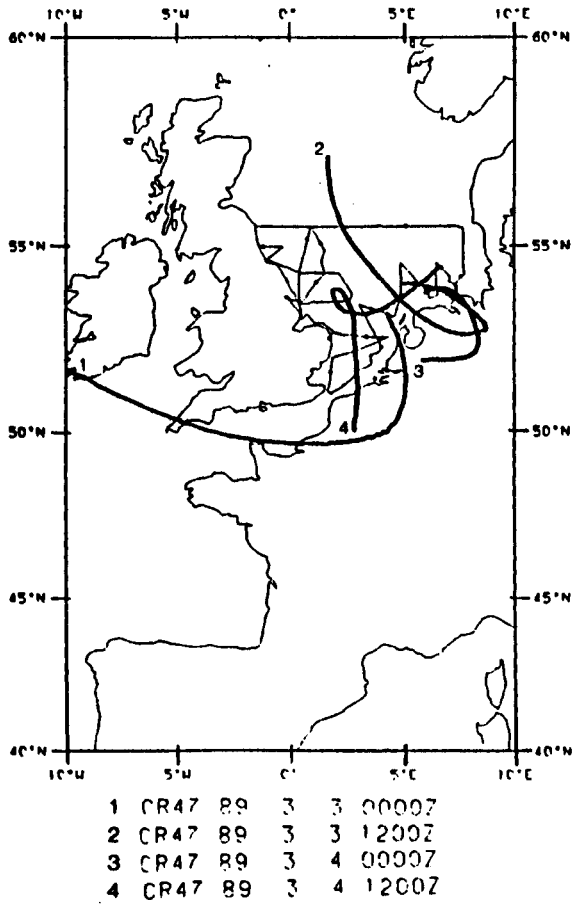 10°W 5°W 0° 5°E 10°E
60°N 60°N
2
55°N 55°N
1
3
50°N 4 50°N
45°N 45°N
40°N 40°N
10°W 5°W 0° 5°E 10°E
1 CR47 89 3 3 0000Z
2 CR47 89 3 3 1200Z
3 CR47 89 3 4 0000Z
4 CR47 89 3 4 1200Z